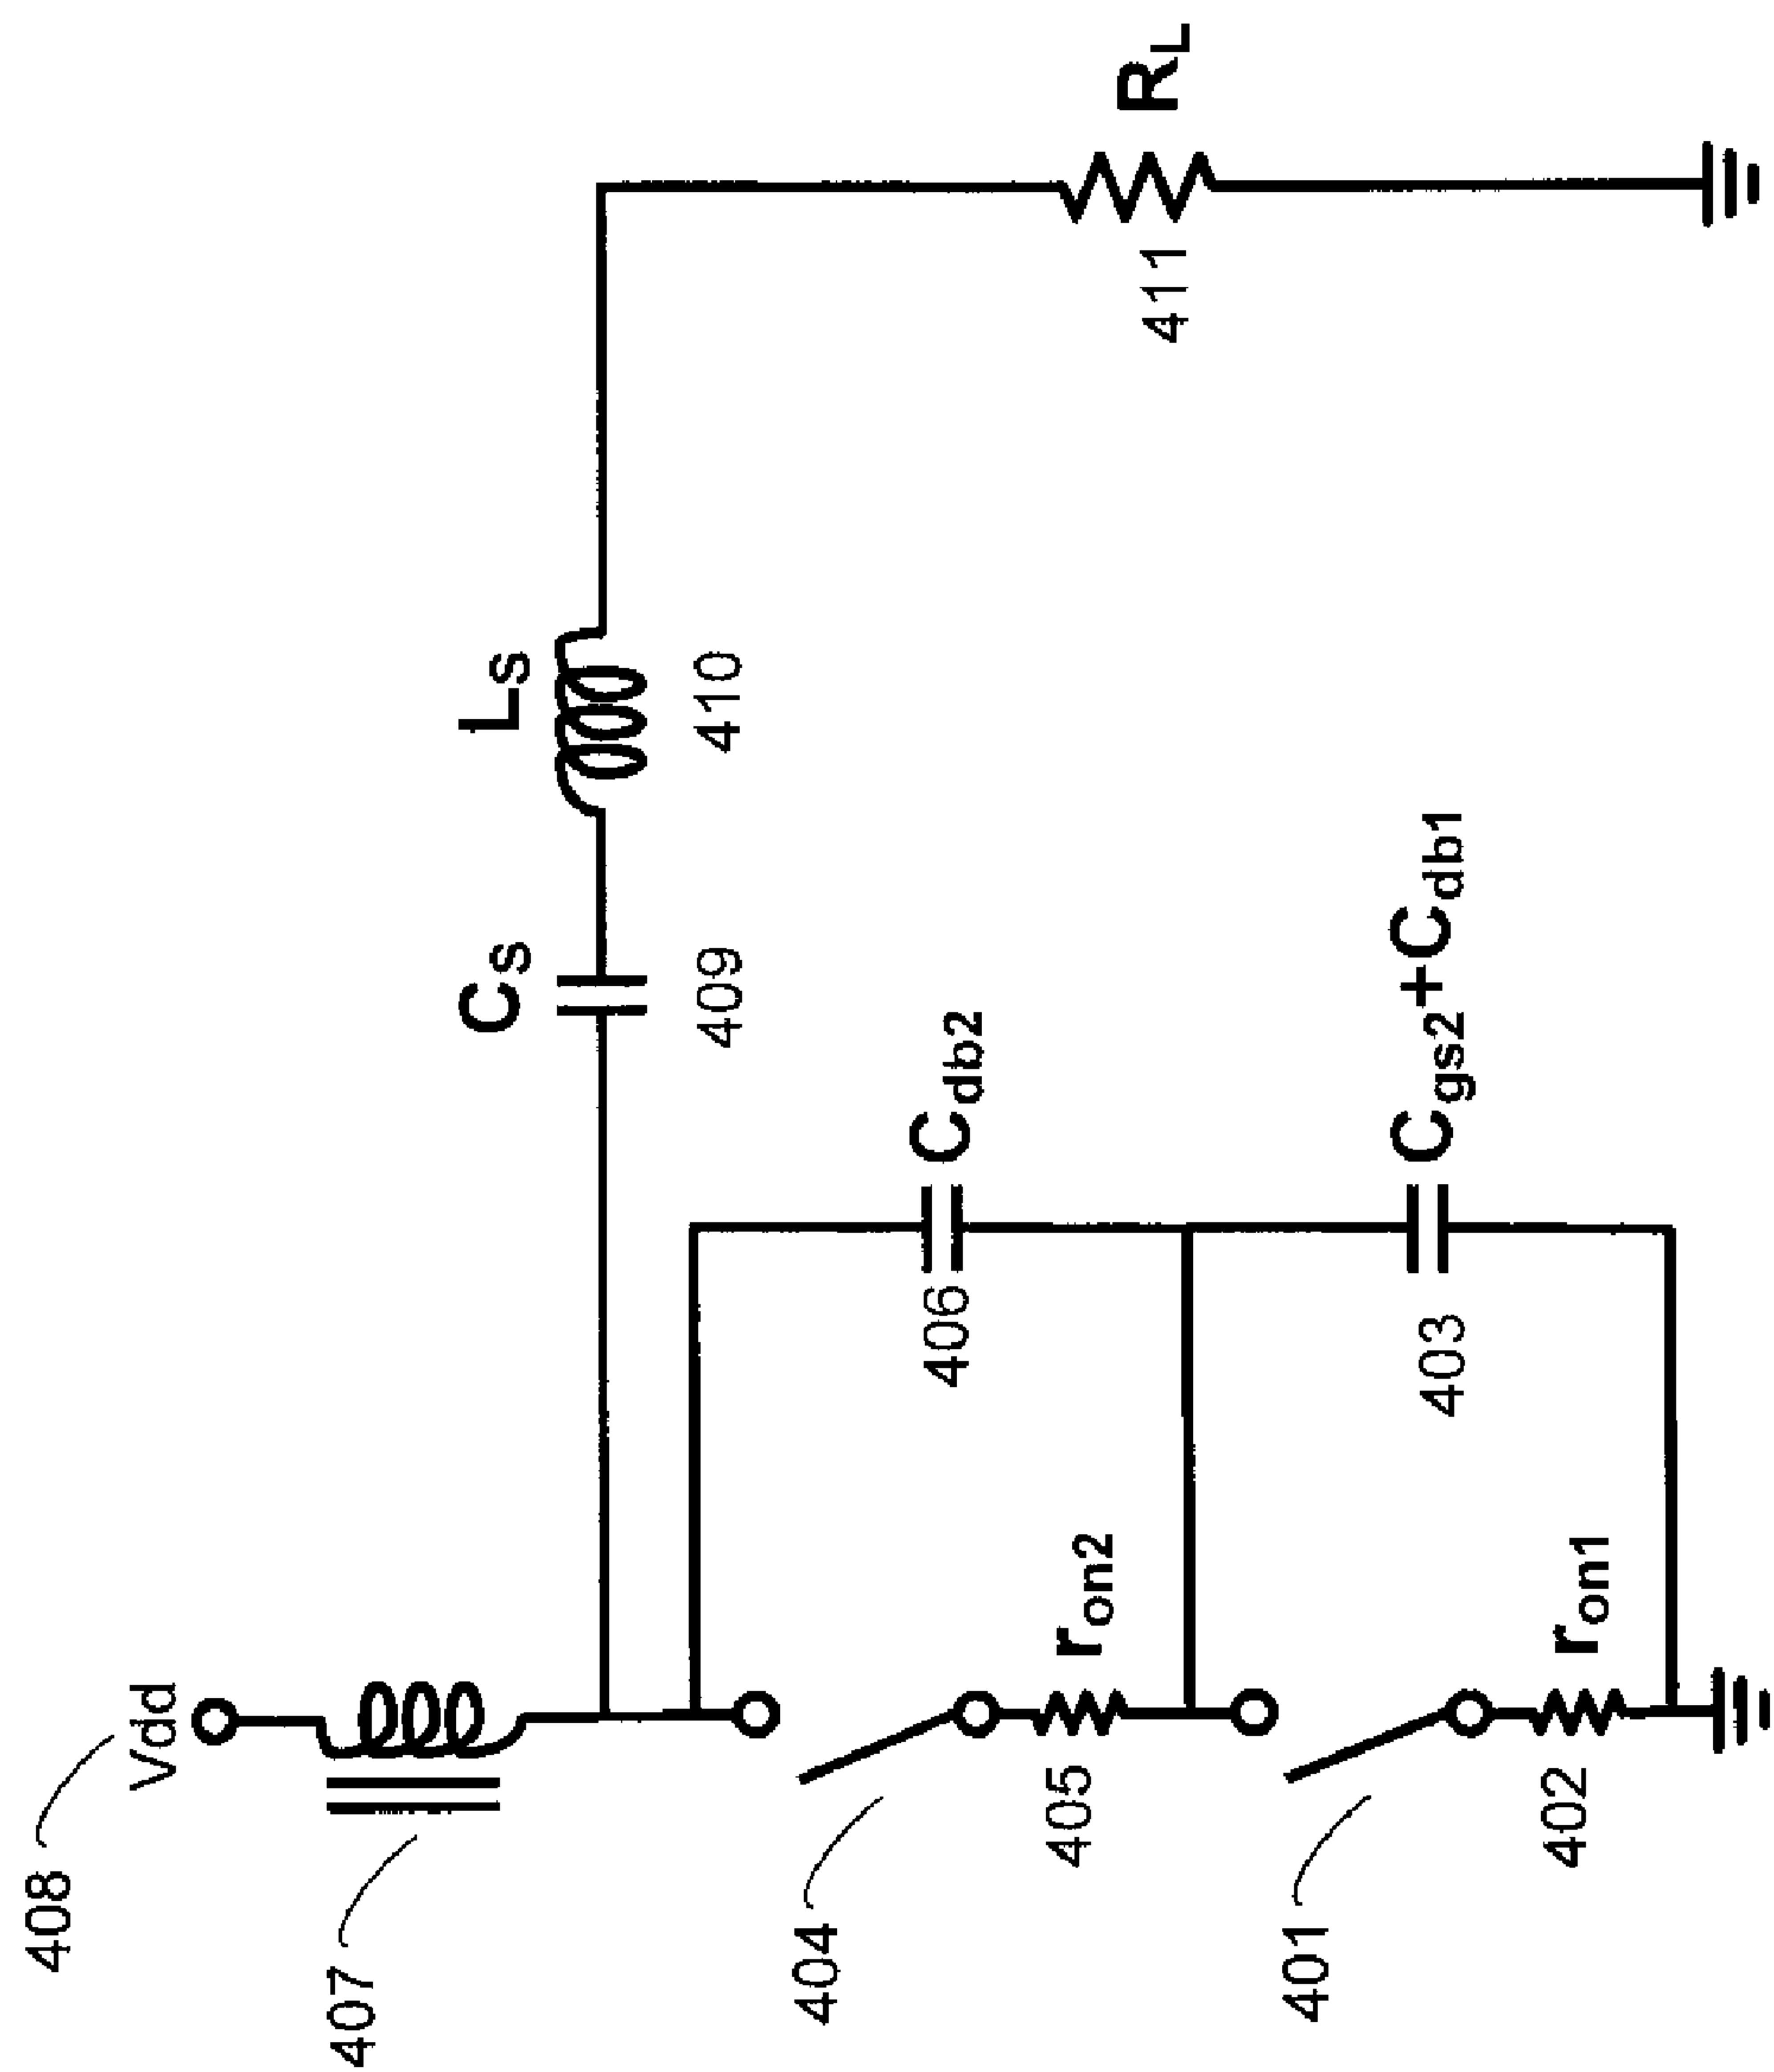 408
Vdd
407
C_S
L_S
409
410
404
405
r_on2
406
C_db2
401
402
r_on1
403
C_gs2+C_db1
411
R_L